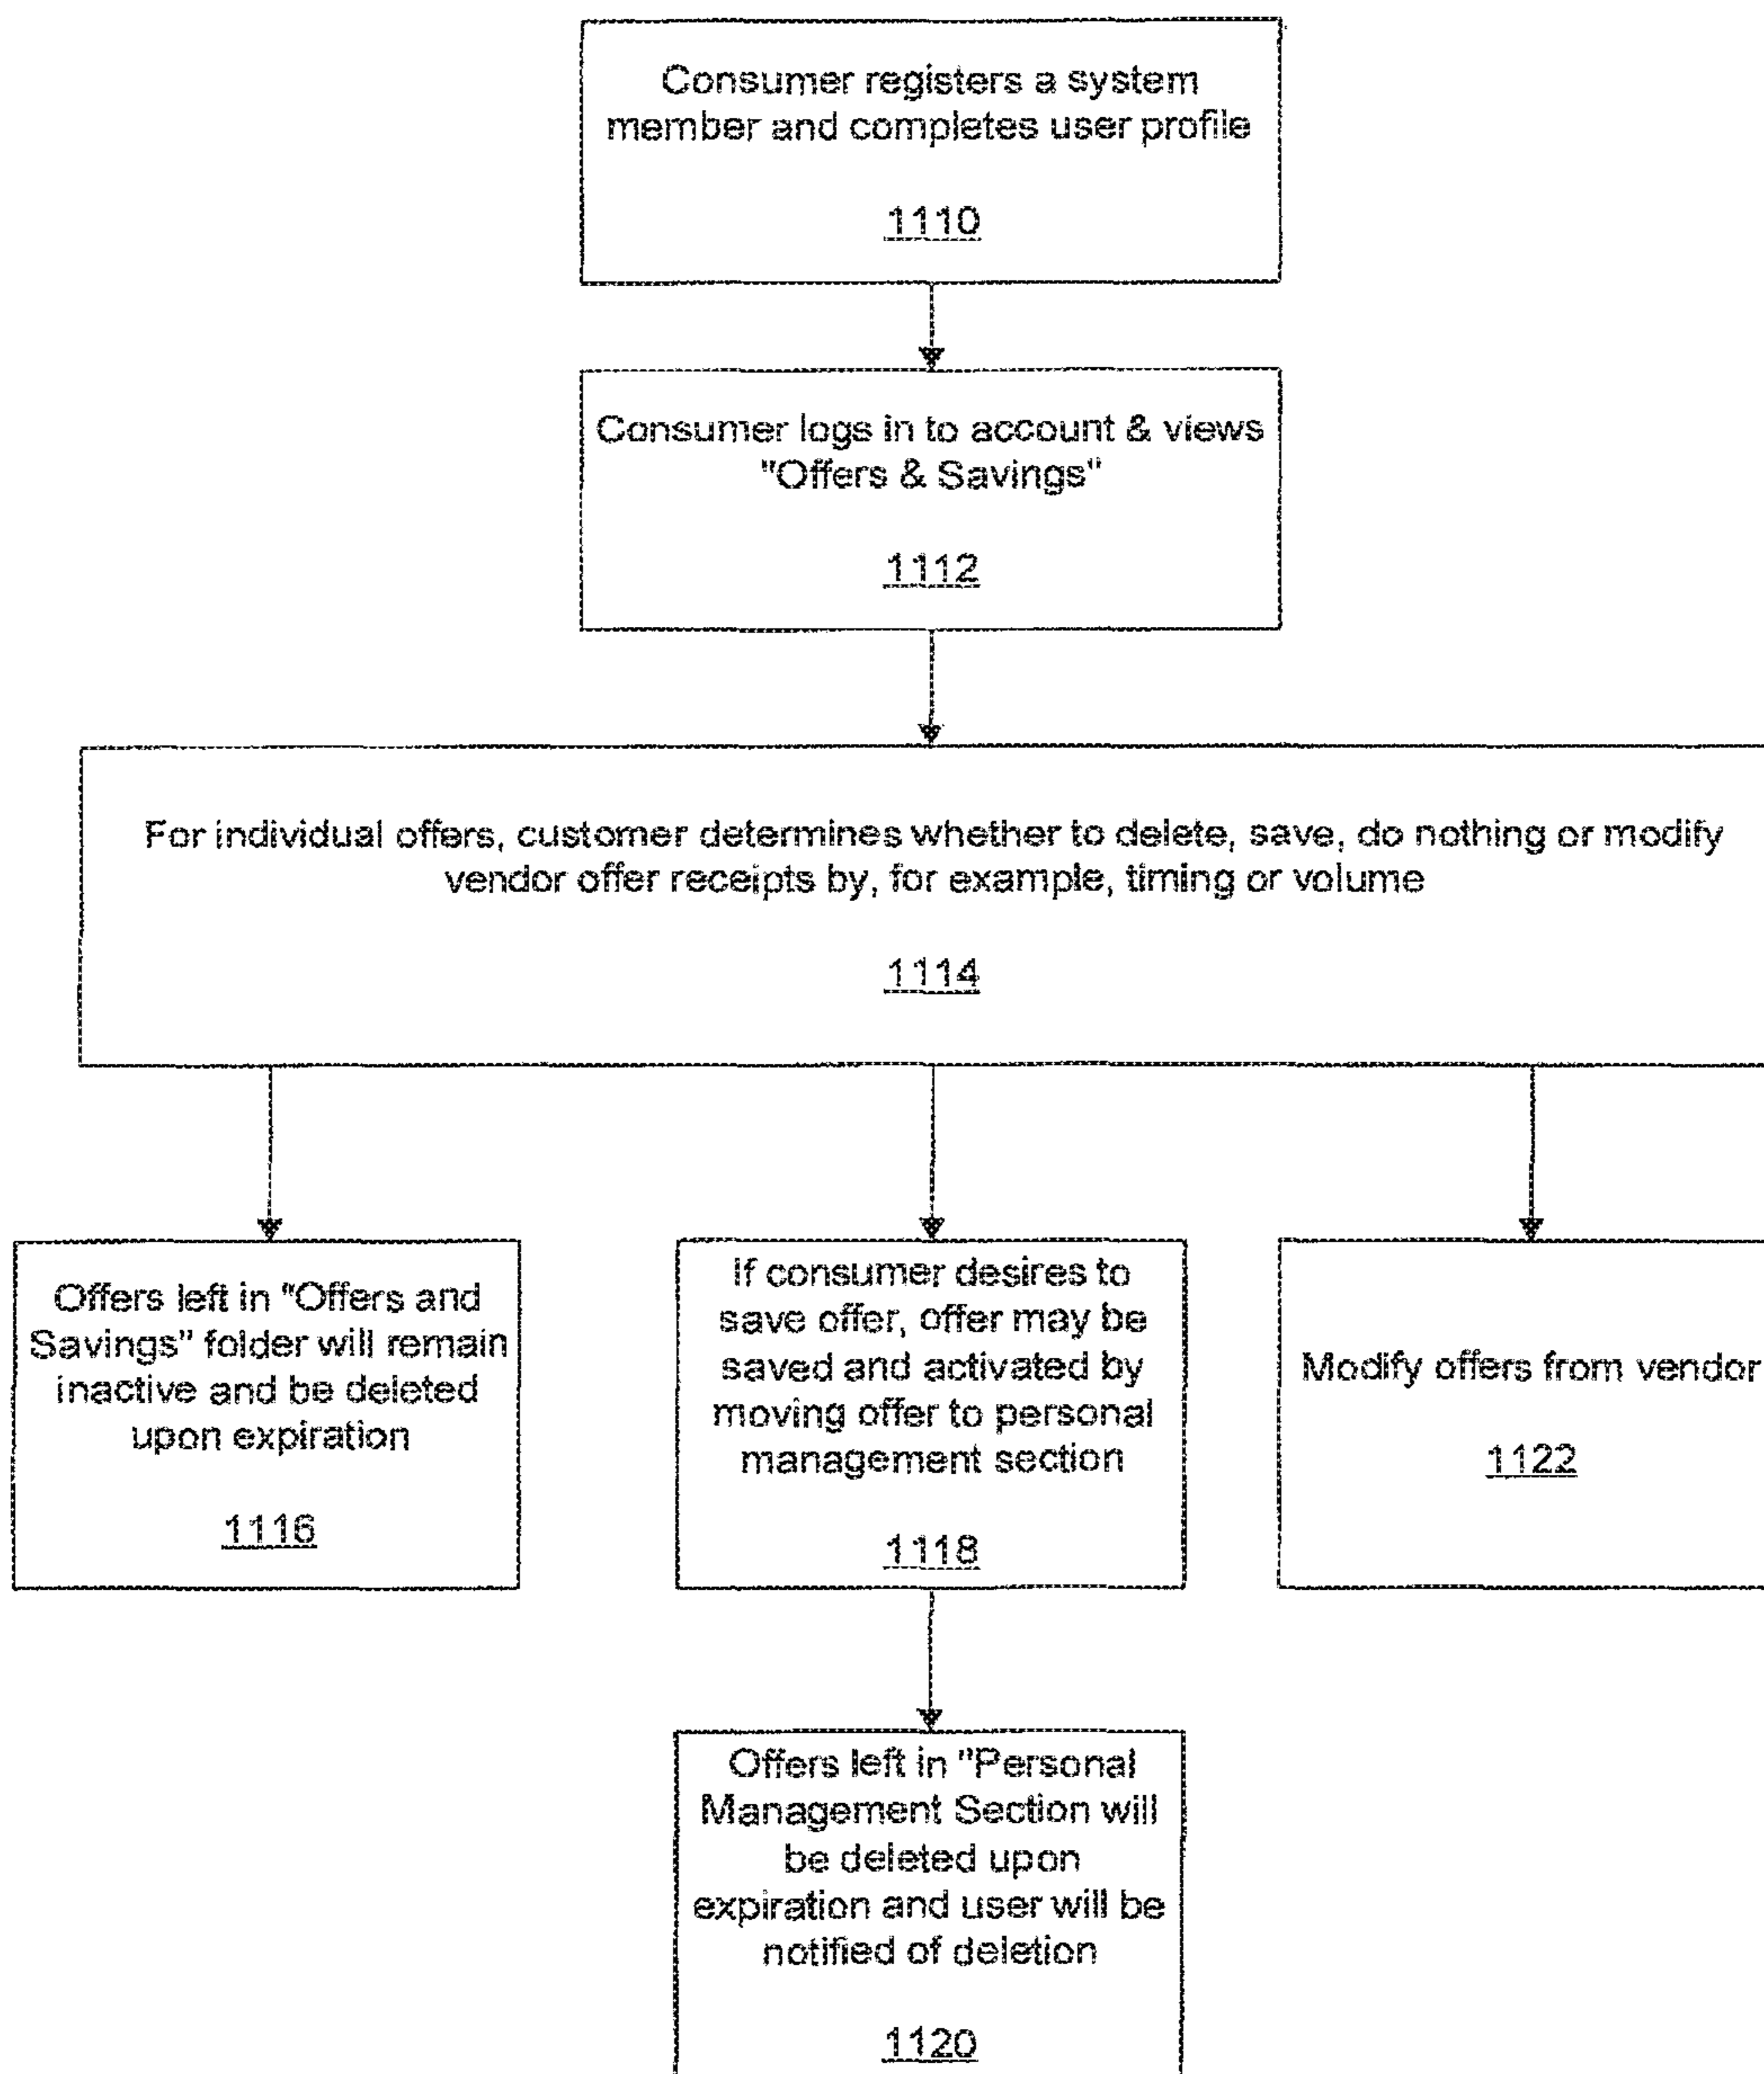 Consumer registers a system
member and completes user profile
1110
Consumer logs in to account & views
"Offers & Savings"
1112
For individual offers, customer determines whether to delete, save, do nothing or modify
vendor offer receipts by, for example, timing or volume
1114
Offers left in "Offers and
Savings" folder will remain
inactive and be deleted
upon expiration
1116
If consumer desires to
save offer, offer may be
saved and activated by
moving offer to personal
management section
1118
Modify offers from vendor
1122
Offers left in "Personal
Management Section will
be deleted upon
expiration and user will be
notified of deletion
1120